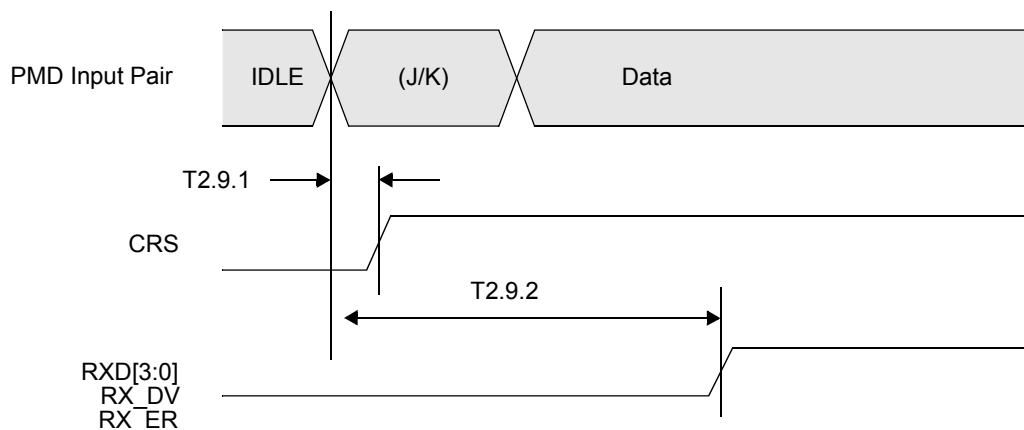 PMD Input Pair
IDLE
(J/K)
Data
T2.9.1
CRS
T2.9.2
RXD[3:0]
RX_DV
RX_ER